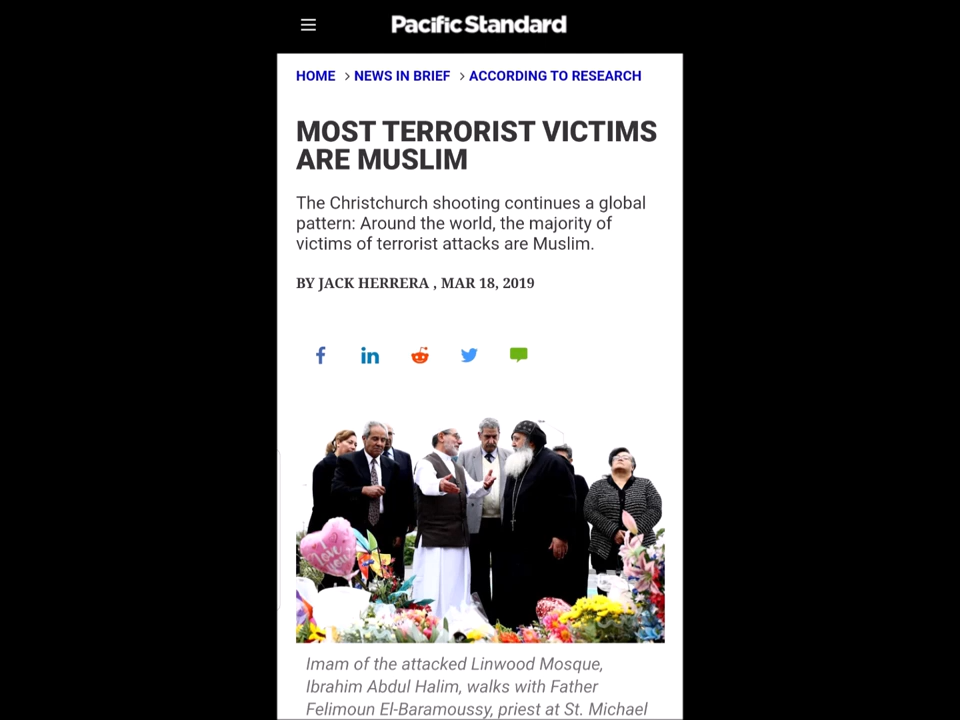 Pacific Standard
HOME > NEWS IN BRIEF > ACCORDING TO RESEARCH
MOST TERRORIST VICTIMS
ARE MUSLIM
The Christchurch shooting continues a global
pattern: Around the world, the majority of
victims of terrorist attacks are Muslim.
BY JACK HERRERA , MAR 18, 2019
I
love
you
Imam of the attacked Linwood Mosque,
Ibrahim Abdul Halim, walks with Father
Felimoun El-Baramoussy, priest at St. Michael